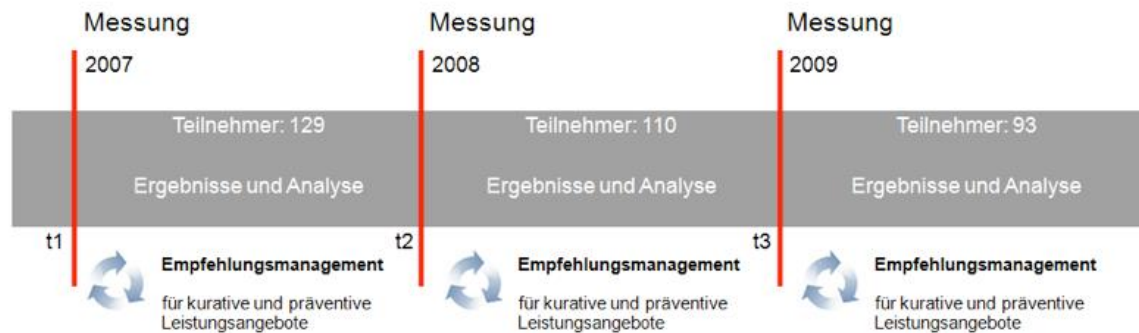 Messung
2007
Teilnehmer: 129
Ergebnisse und Analyse
t1
Empfehlungsmanagement
für kurative und präventive
Leistungsangebote
Messung
2008
Teilnehmer: 110
Ergebnisse und Analyse
t2
Empfehlungsmanagement
für kurative und präventive
Leistungsangebote
Messung
2009
Teilnehmer: 93
Ergebnisse und Analyse
t3
Empfehlungsmanagement
für kurative und präventive
Leistungsangebote